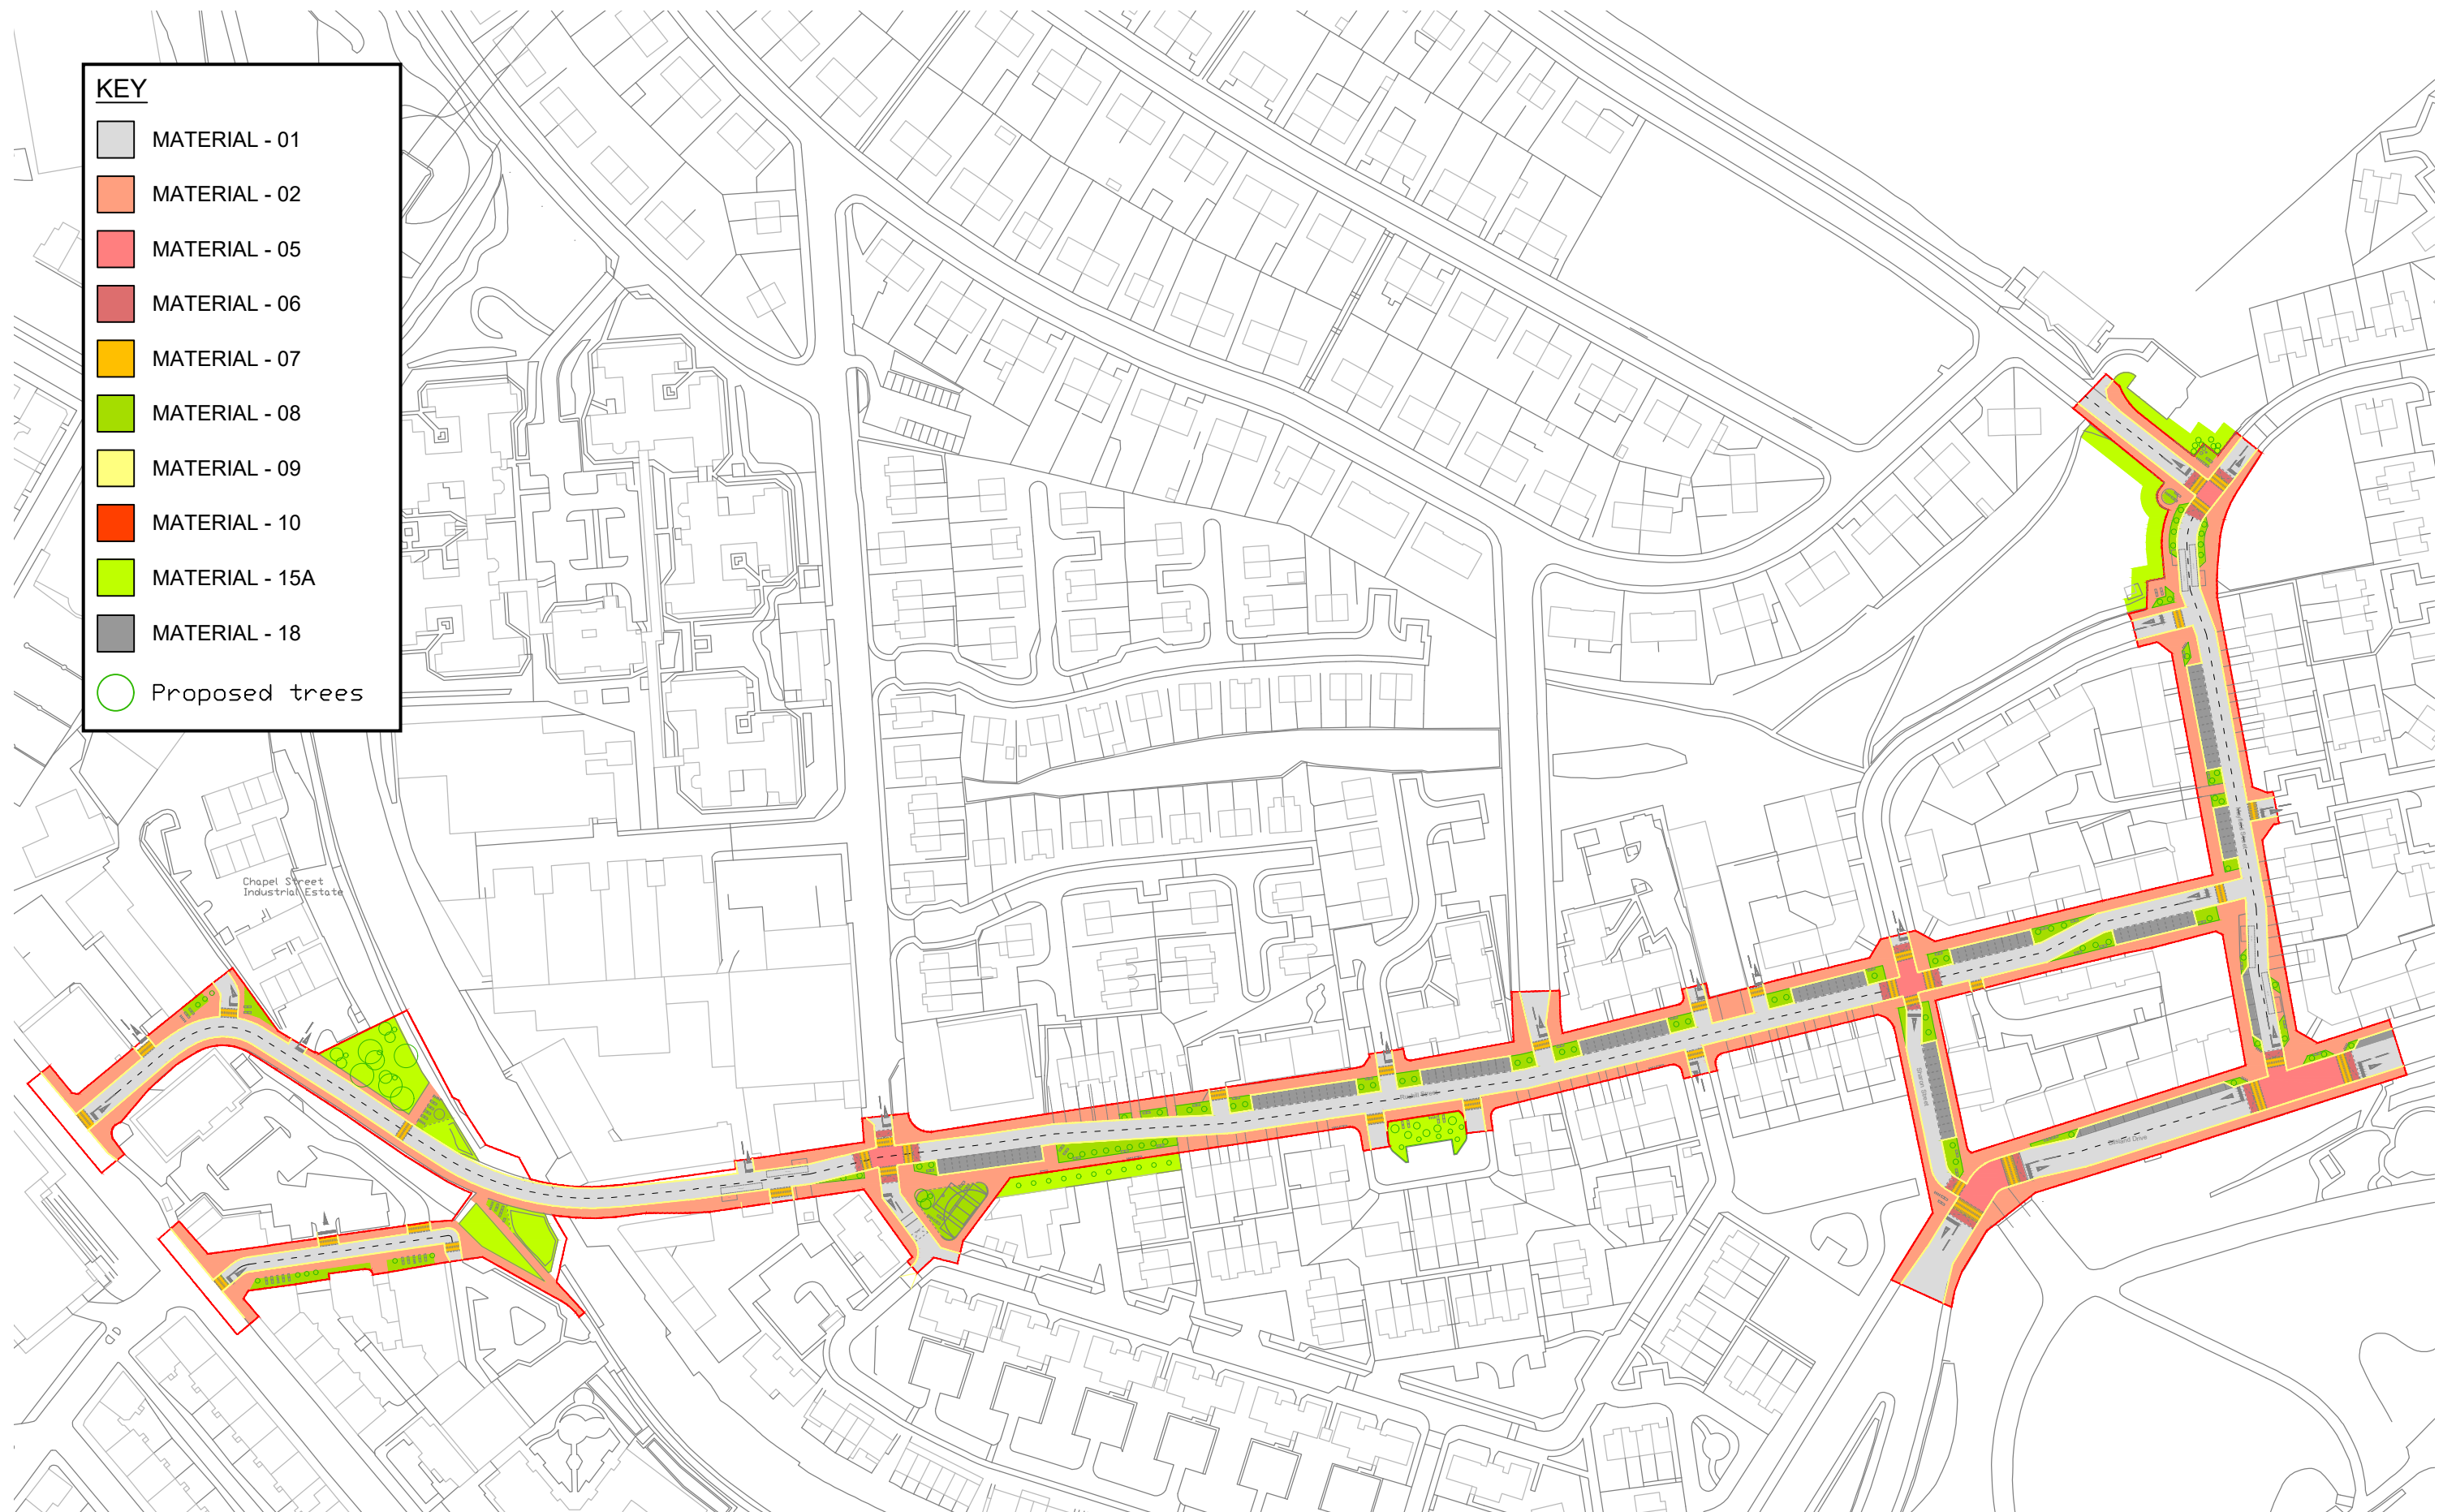 KEY
MATERIAL - 01
MATERIAL - 02
MATERIAL - 05
MATERIAL - 06
MATERIAL - 07
MATERIAL - 08
MATERIAL - 09
MATERIAL - 10
MATERIAL - 15A
MATERIAL - 18
Proposed trees
Chapel Street
Industrial Estate